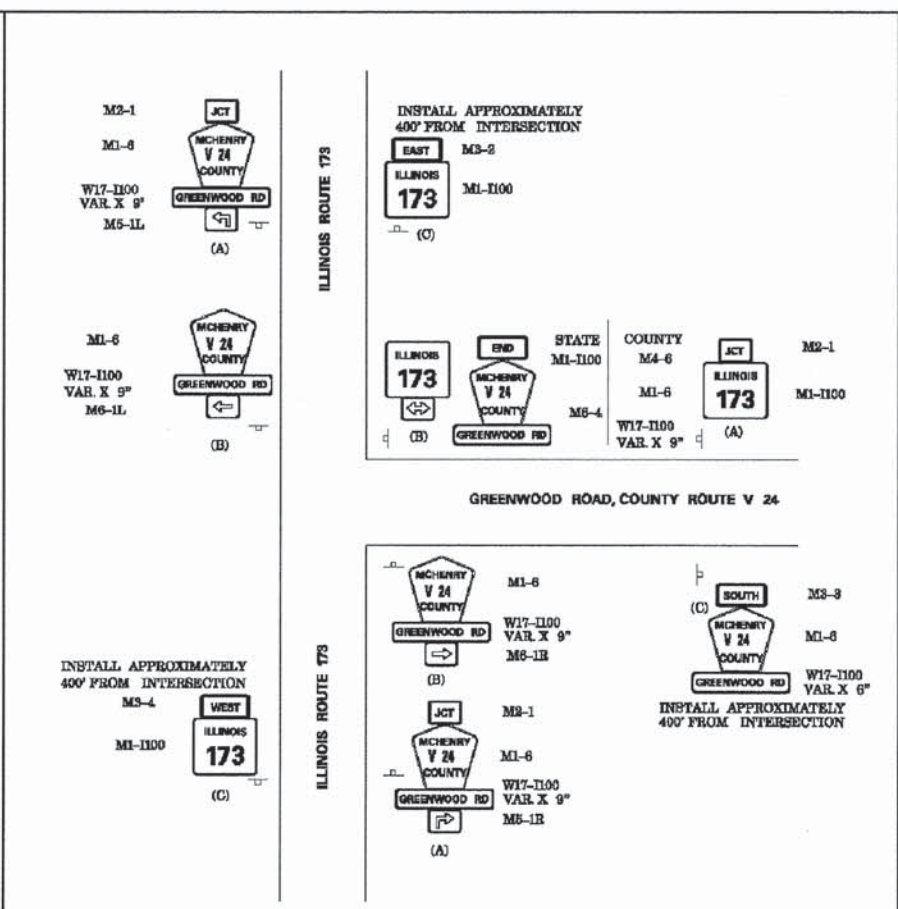 M2-1
JCT
M1-6
MCHENRY
V 24
COUNTY
W17-I100
VAR. X 9"
GREENWOOD RD
M5-1L
(A)
M1-6
MCHENRY
V 24
COUNTY
W17-I100
VAR. X 9"
GREENWOOD RD
M6-1L
(B)
INSTALL APPROXIMATELY
400' FROM INTERSECTION
M3-4
WEST
M1-I100
ILLINOIS
173
(C)
ILLINOIS ROUTE 173
ILLINOIS ROUTE 173
INSTALL APPROXIMATELY
400' FROM INTERSECTION
EAST
M3-2
ILLINOIS
173
M1-I100
(C)
ILLINOIS
173
(B)
END
MCHENRY
V 24
COUNTY
GREENWOOD RD
STATE
M1-I100
M6-4
COUNTY
M4-6
M1-6
W17-I100
VAR. X 9"
JCT
M2-1
ILLINOIS
173
M1-I100
(A)
GREENWOOD ROAD, COUNTY ROUTE V 24
MCHENRY
V 24
COUNTY
M1-6
GREENWOOD RD
W17-I100
VAR. X 9"
M6-1R
(B)
JCT
M2-1
MCHENRY
V 24
COUNTY
M1-6
GREENWOOD RD
W17-I100
VAR. X 9"
M5-1R
(A)
(C)
SOUTH
M3-3
MCHENRY
V 24
COUNTY
M1-6
GREENWOOD RD
W17-I100
VAR. X 6"
INSTALL APPROXIMATELY
400' FROM INTERSECTION